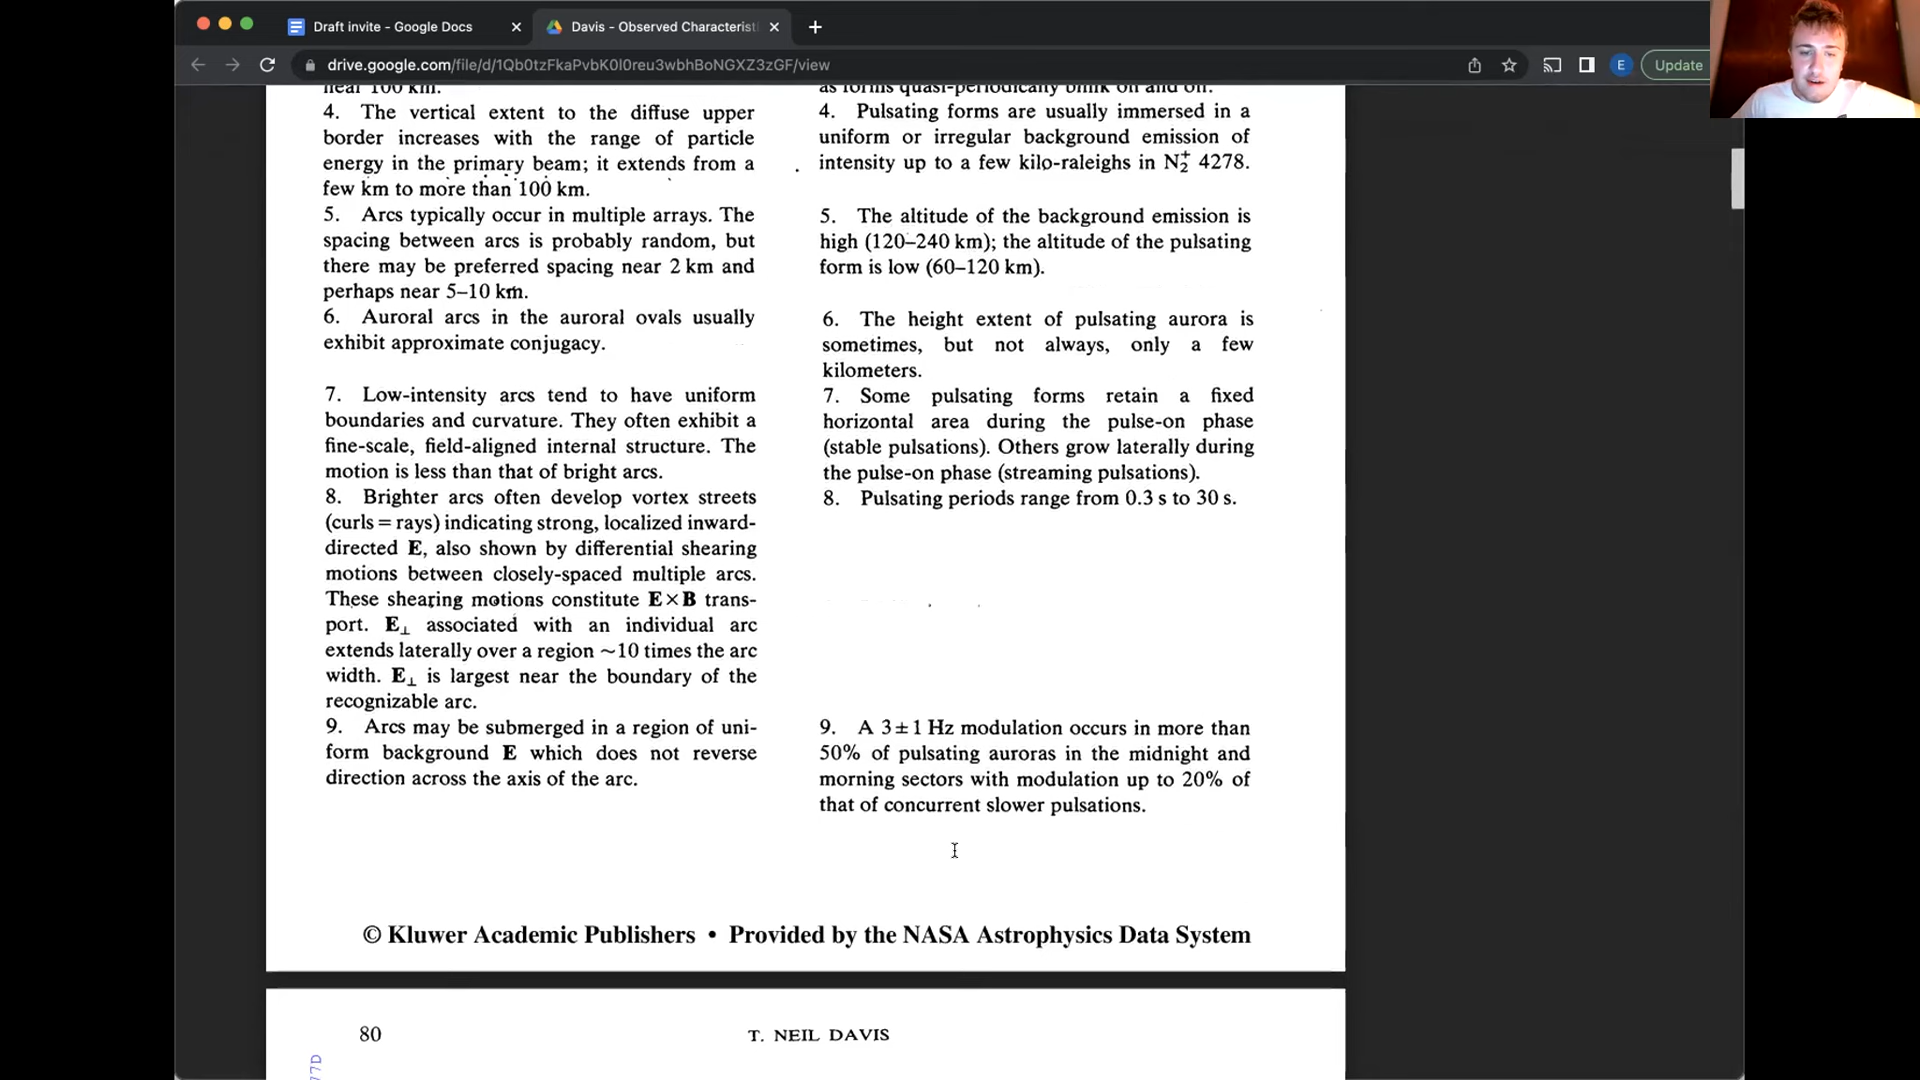 Draft invite - Google Docs
Davis - Observed Characterist
drive.google.com/file/d/1Qb0tzFkaPvbK0l0reu3wbhBoNGXZ3zGF/view
E
Update
near 100 km.
4. The vertical extent to the diffuse upper
border increases with the range of particle
energy in the primary beam; it extends from a
few km to more than 100 km.
5. Arcs typically occur in multiple arrays. The
spacing between arcs is probably random, but
there may be preferred spacing near 2 km and
perhaps near 5–10 km.
6. Auroral arcs in the auroral ovals usually
exhibit approximate conjugacy.
7. Low-intensity arcs tend to have uniform
boundaries and curvature. They often exhibit a
fine-scale, field-aligned internal structure. The
motion is less than that of bright arcs.
8. Brighter arcs often develop vortex streets
(curls = rays) indicating strong, localized inward-
directed E, also shown by differential shearing
motions between closely-spaced multiple arcs.
These shearing motions constitute E×B trans-
port. E⊥ associated with an individual arc
extends laterally over a region ~10 times the arc
width. E⊥ is largest near the boundary of the
recognizable arc.
9. Arcs may be submerged in a region of uni-
form background E which does not reverse
direction across the axis of the arc.
as forms quasi-periodically blink on and off.
4. Pulsating forms are usually immersed in a
uniform or irregular background emission of
intensity up to a few kilo-raleighs in N₂⁺ 4278.
5. The altitude of the background emission is
high (120–240 km); the altitude of the pulsating
form is low (60–120 km).
6. The height extent of pulsating aurora is
sometimes, but not always, only a few
kilometers.
7. Some pulsating forms retain a fixed
horizontal area during the pulse-on phase
(stable pulsations). Others grow laterally during
the pulse-on phase (streaming pulsations).
8. Pulsating periods range from 0.3 s to 30 s.
9. A 3±1 Hz modulation occurs in more than
50% of pulsating auroras in the midnight and
morning sectors with modulation up to 20% of
that of concurrent slower pulsations.
© Kluwer Academic Publishers • Provided by the NASA Astrophysics Data System
80
T. NEIL DAVIS
77D